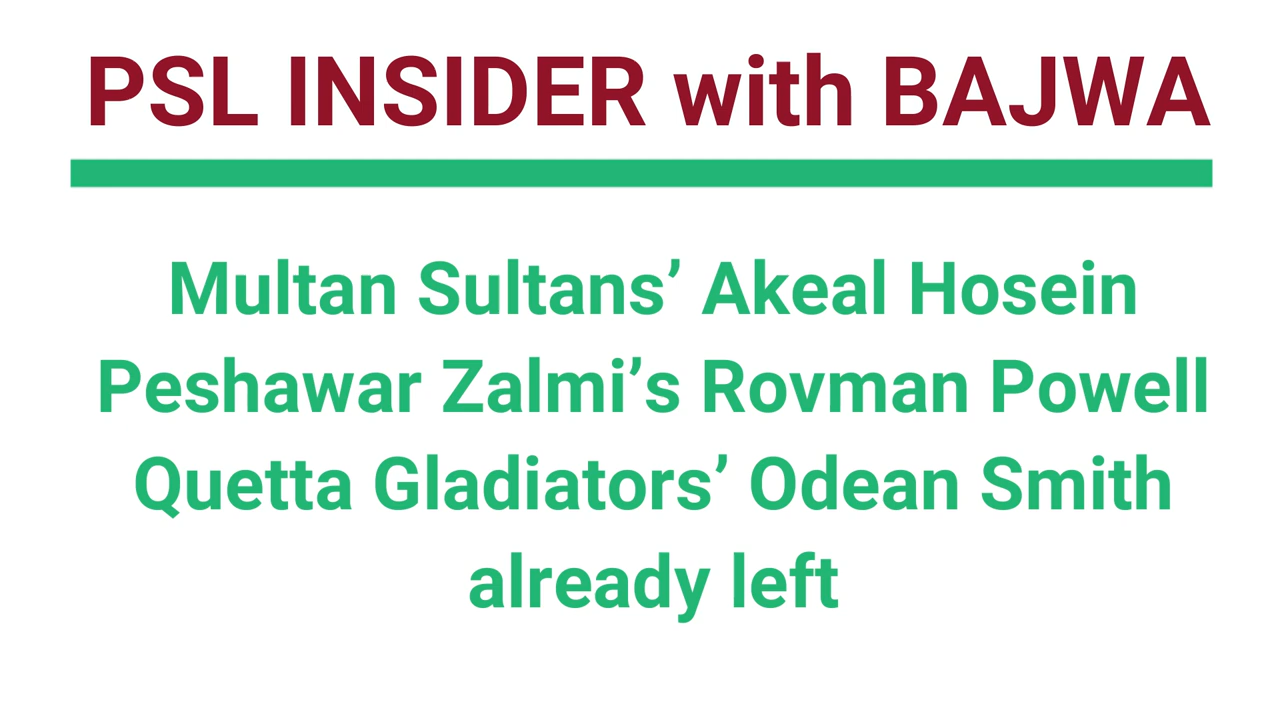 PSL INSIDER with BAJWA
Multan Sultans’ Akeal Hosein
Peshawar Zalmi’s Rovman Powell
Quetta Gladiators’ Odean Smith
already left